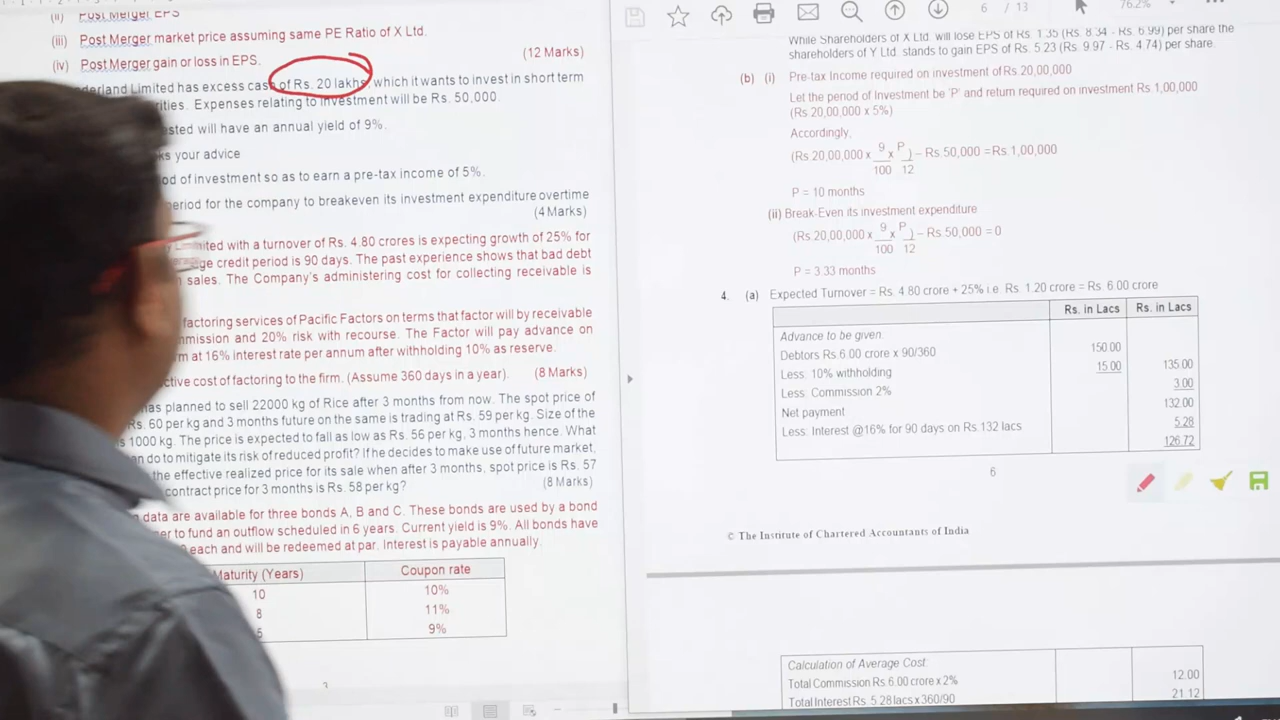 (ii) Post Merger EPS
(iii) Post Merger market price assuming same PE Ratio of X Ltd.
(iv) Post Merger gain or loss in EPS.
(12 Marks)
derland Limited has excess cash of Rs. 20 lakhs, which it wants to invest in short term
rities. Expenses relating to investment will be Rs. 50,000.
sted will have an annual yield of 9%.
ks your advice
od of investment so as to earn a pre-tax income of 5%.
period for the company to breakeven its investment expenditure overtime
(4 Marks)
Limited with a turnover of Rs. 4.80 crores is expecting growth of 25% for
ge credit period is 90 days. The past experience shows that bad debt
n sales. The Company's administering cost for collecting receivable is
factoring services of Pacific Factors on terms that factor will by receivable
mission and 20% risk with recourse. The Factor will pay advance on
m at 16% interest rate per annum after withholding 10% as reserve.
ctive cost of factoring to the firm. (Assume 360 days in a year). (8 Marks)
has planned to sell 22000 kg of Rice after 3 months from now. The spot price of
Rs. 60 per kg and 3 months future on the same is trading at Rs. 59 per kg. Size of the
s 1000 kg. The price is expected to fall as low as Rs. 56 per kg, 3 months hence. What
an do to mitigate its risk of reduced profit? If he decides to make use of future market,
the effective realized price for its sale when after 3 months, spot price is Rs. 57
contract price for 3 months is Rs. 58 per kg? (8 Marks)
data are available for three bonds A, B and C. These bonds are used by a bond
er to fund an outflow scheduled in 6 years. Current yield is 9%. All bonds have
each and will be redeemed at par. Interest is payable annually.
Maturity (Years) Coupon rate
10 10%
8 11%
5 9%
3
6 / 13 76.2%
While Shareholders of X Ltd. will lose EPS of Rs. 1.35 (Rs. 8.34 - Rs. 6.99) per share the
shareholders of Y Ltd. stands to gain EPS of Rs. 5.23 (Rs. 9.97 - Rs. 4.74) per share.
(b) (i) Pre-tax Income required on investment of Rs.20,00,000
Let the period of Investment be 'P' and return required on investment Rs.1,00,000
(Rs.20,00,000 x 5%)
Accordingly,
(Rs.20,00,000 x 9/100 x P/12) – Rs.50,000 =Rs.1,00,000
P = 10 months
(ii) Break-Even its investment expenditure
(Rs.20,00,000 x 9/100 x P/12) – Rs.50,000 = 0
P = 3.33 months
4. (a) Expected Turnover = Rs. 4.80 crore + 25% i.e. Rs. 1.20 crore = Rs. 6.00 crore
Rs. in Lacs Rs. in Lacs
Advance to be given:
Debtors Rs.6.00 crore x 90/360 150.00
Less: 10% withholding 15.00 135.00
Less: Commission 2% 3.00
Net payment 132.00
Less: Interest @16% for 90 days on Rs.132 lacs 5.28
126.72
6
© The Institute of Chartered Accountants of India
Calculation of Average Cost:
Total Commission Rs.6.00 crore x 2% 12.00
Total Interest Rs. 5.28 lacs x 360/90 21.12